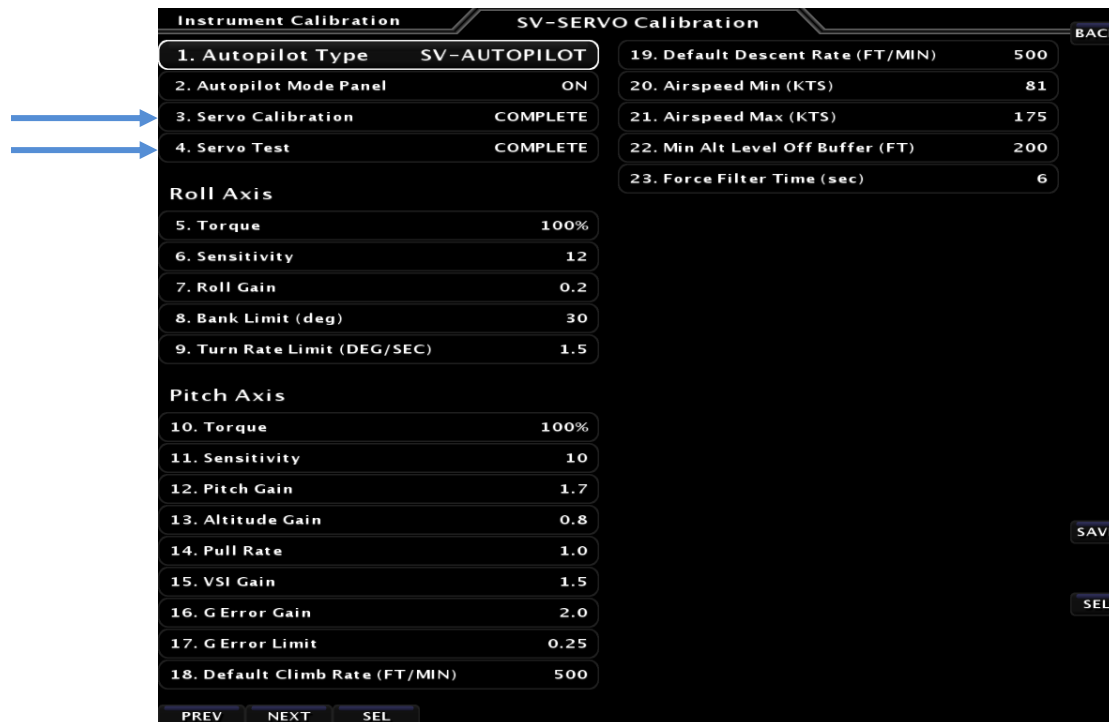 Instrument Calibration
SV-SERVO Calibration
BAC
1. Autopilot Type SV-AUTOPILOT
2. Autopilot Mode Panel ON
3. Servo Calibration COMPLETE
4. Servo Test COMPLETE
Roll Axis
5. Torque 100%
6. Sensitivity 12
7. Roll Gain 0.2
8. Bank Limit (deg) 30
9. Turn Rate Limit (DEG/SEC) 1.5
Pitch Axis
10. Torque 100%
11. Sensitivity 10
12. Pitch Gain 1.7
13. Altitude Gain 0.8
14. Pull Rate 1.0
15. VSI Gain 1.5
16. G Error Gain 2.0
17. G Error Limit 0.25
18. Default Climb Rate (FT/MIN) 500
19. Default Descent Rate (FT/MIN) 500
20. Airspeed Min (KTS) 81
21. Airspeed Max (KTS) 175
22. Min Alt Level Off Buffer (FT) 200
23. Force Filter Time (sec) 6
SAV
SEL
PREV NEXT SEL